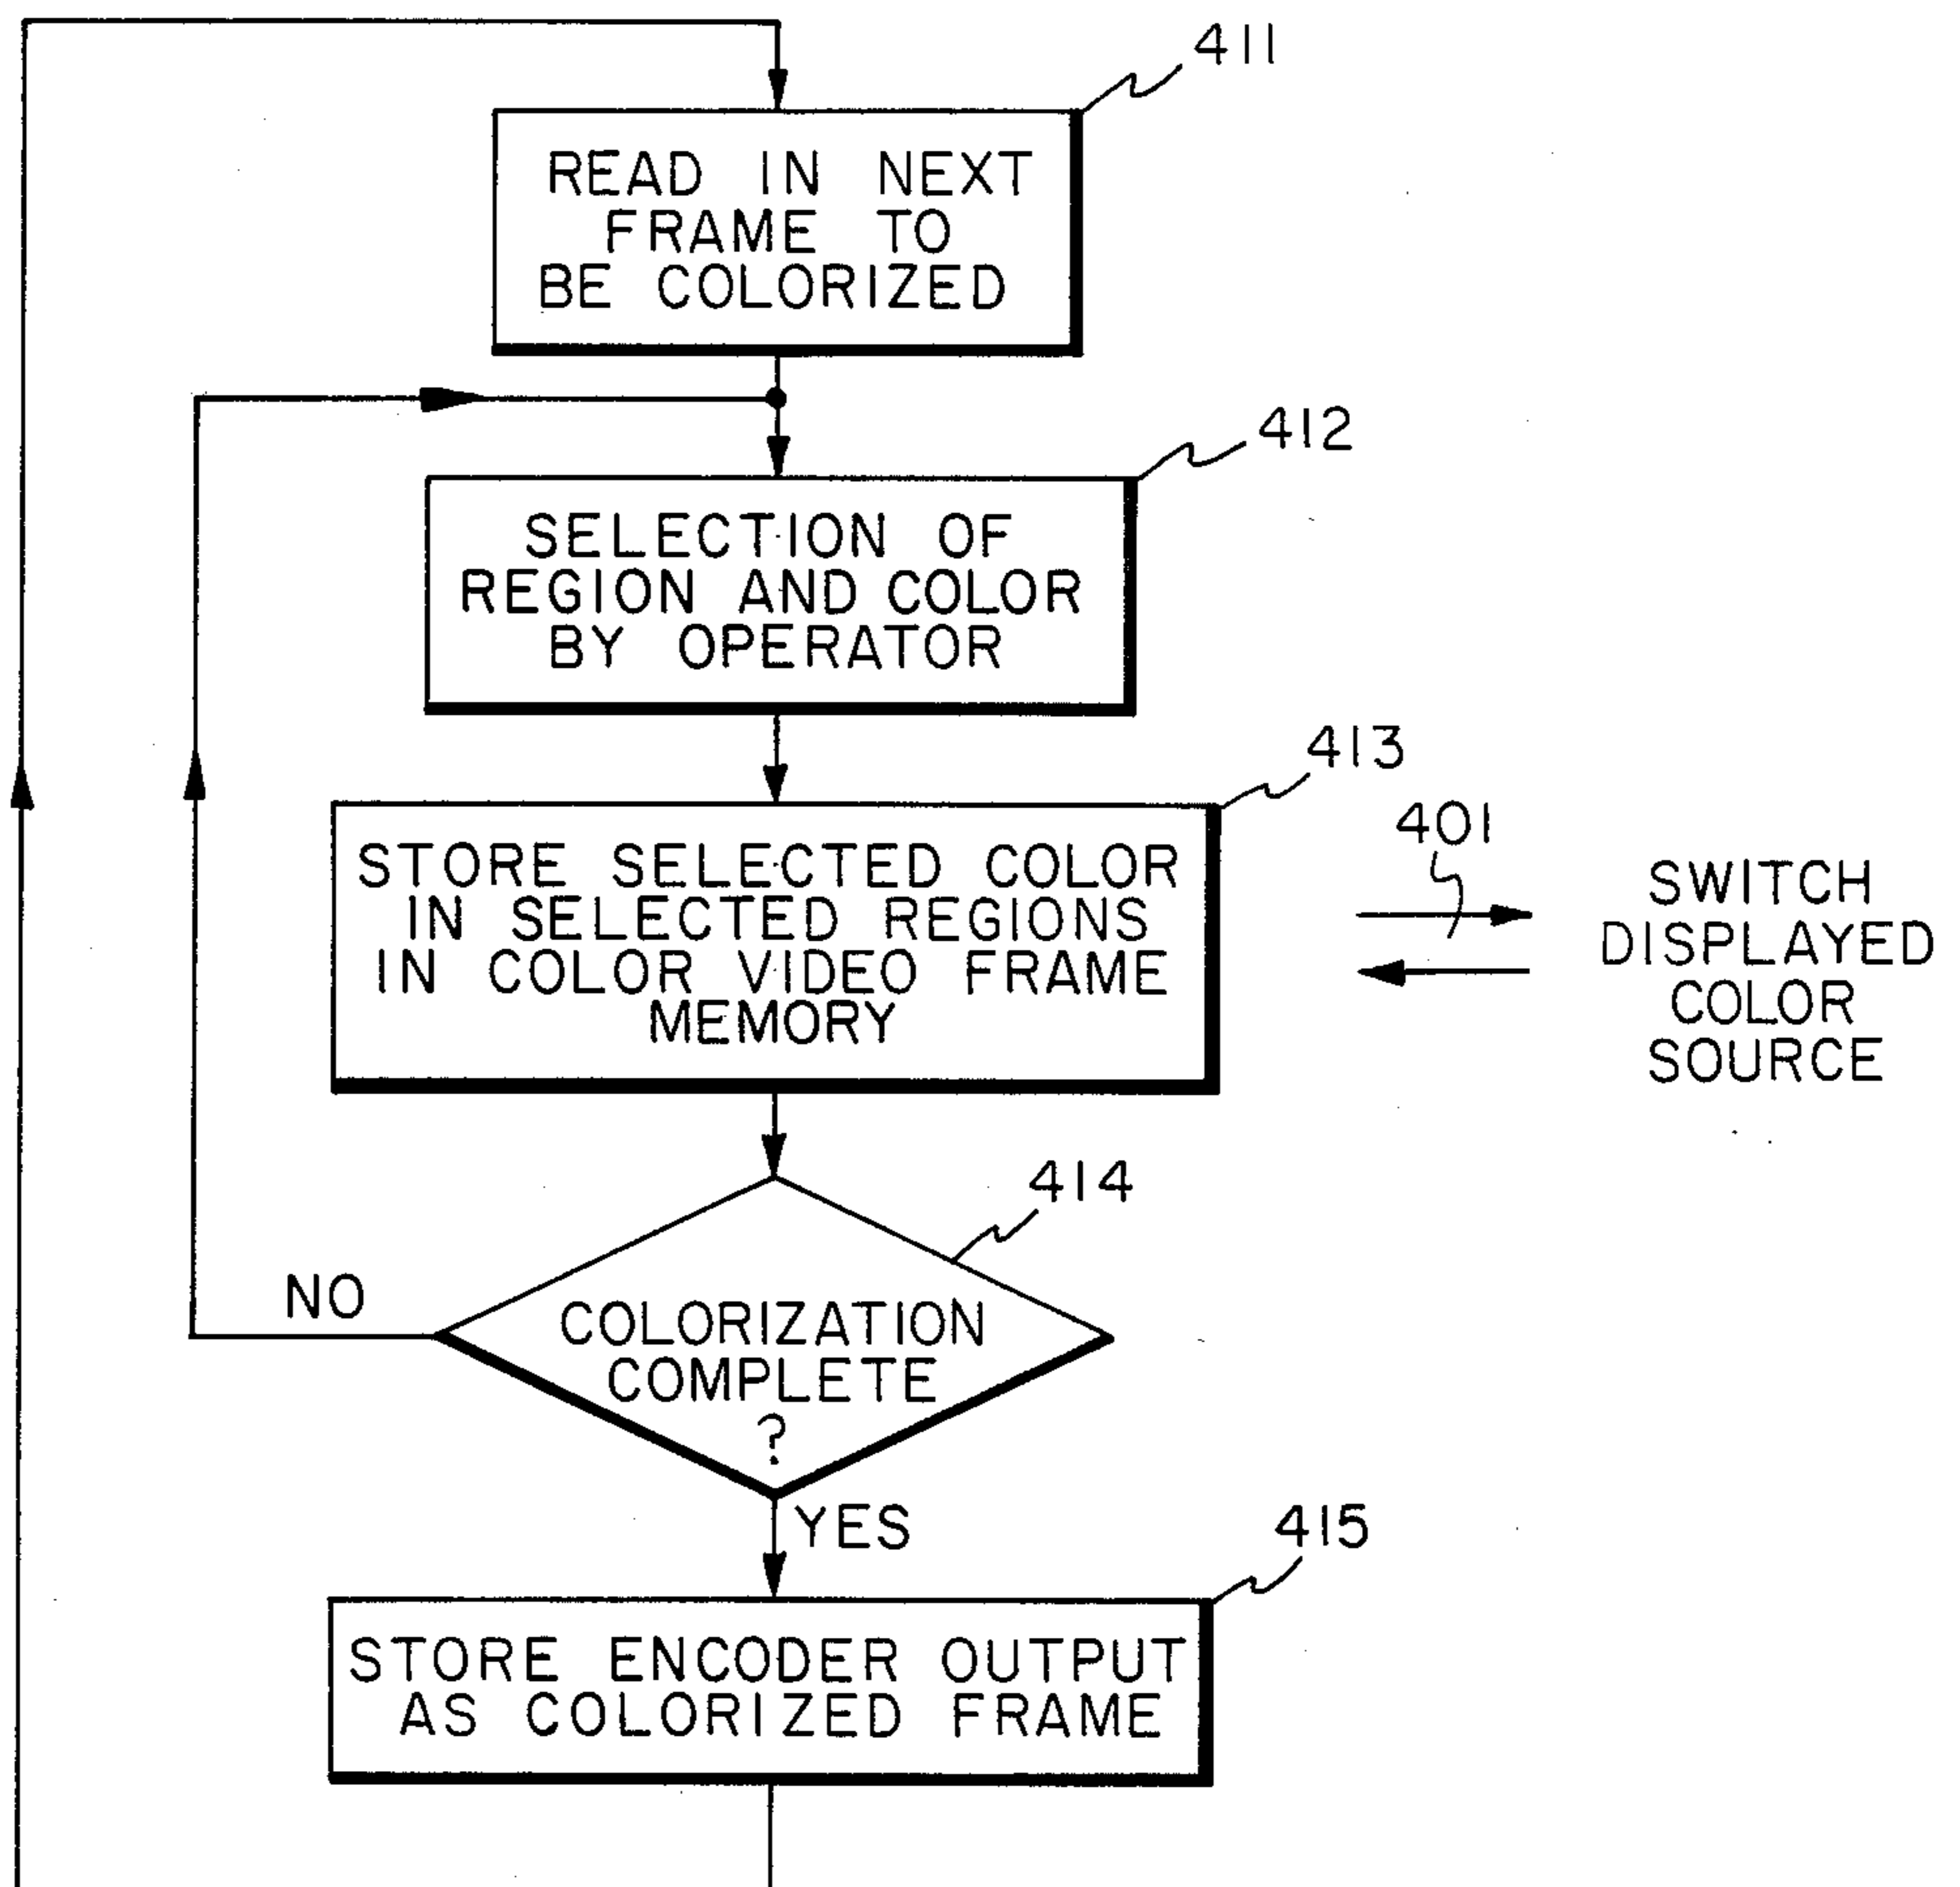 411
READ IN NEXT
FRAME TO
BE COLORIZED
412
SELECTION OF
REGION AND COLOR
BY OPERATOR
413
STORE SELECTED COLOR
IN SELECTED REGIONS
IN COLOR VIDEO FRAME
MEMORY
401
SWITCH
DISPLAYED
COLOR
SOURCE
414
NO
COLORIZATION
COMPLETE
?
YES
415
STORE ENCODER OUTPUT
AS COLORIZED FRAME